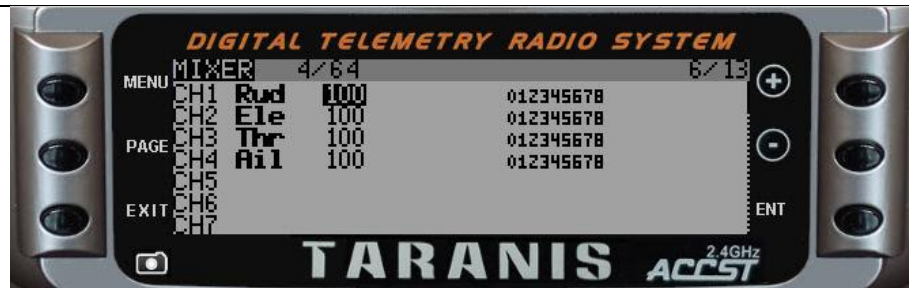 DIGITAL TELEMETRY RADIO SYSTEM
MENU
MIXER 4/64 6/13
CH1 Rud 100 012345678
CH2 Ele 100 012345678
PAGE
CH3 Thr 100 012345678
CH4 Ail 100 012345678
CH5
EXIT
CH6
ENT
CH7
TARANIS
2.4GHz
ACCST